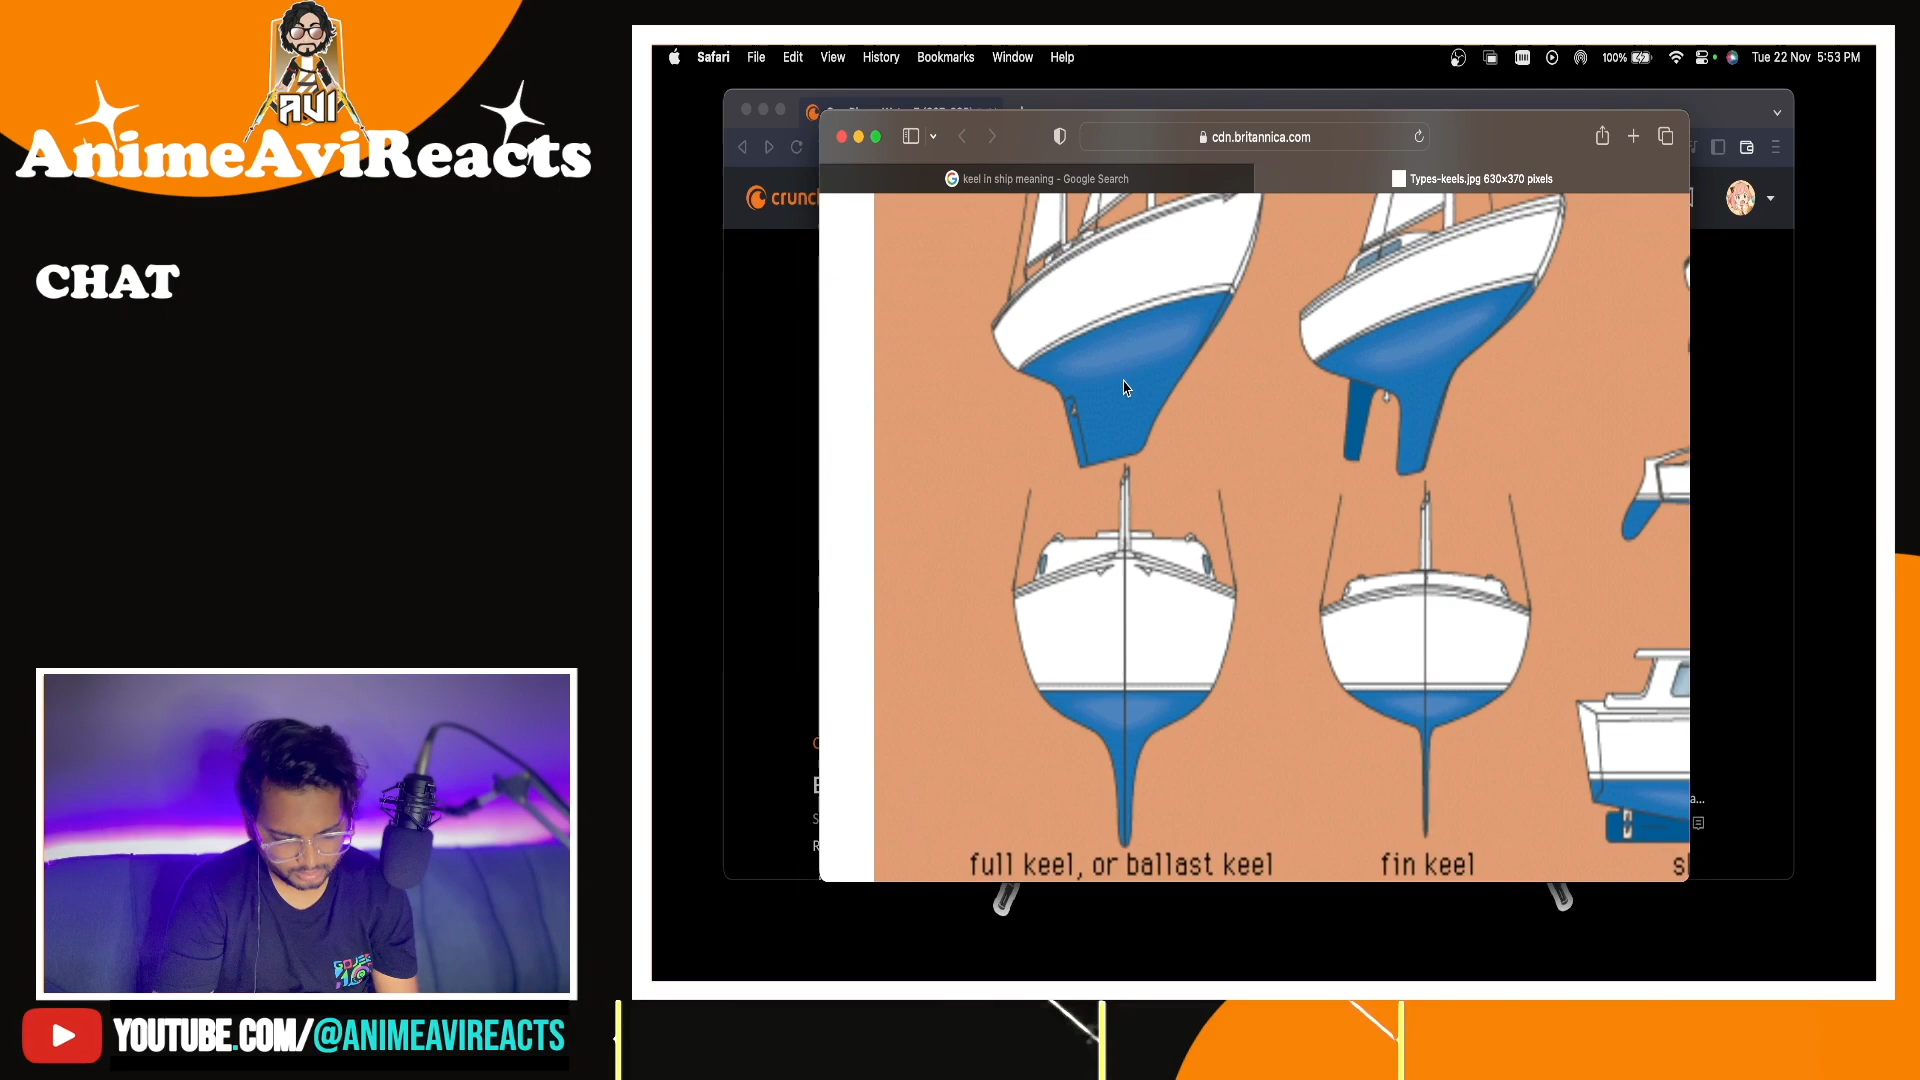 AVI
AnimeAviReacts
CHAT
YOUTUBE.COM/@ANIMEAVIREACTS
Safari File Edit View History Bookmarks Window Help
100% Tue 22 Nov 5:53 PM
cdn.britannica.com
keel in ship meaning - Google Search
Types-keels.jpg 630×370 pixels
crunc
full keel, or ballast keel
fin keel